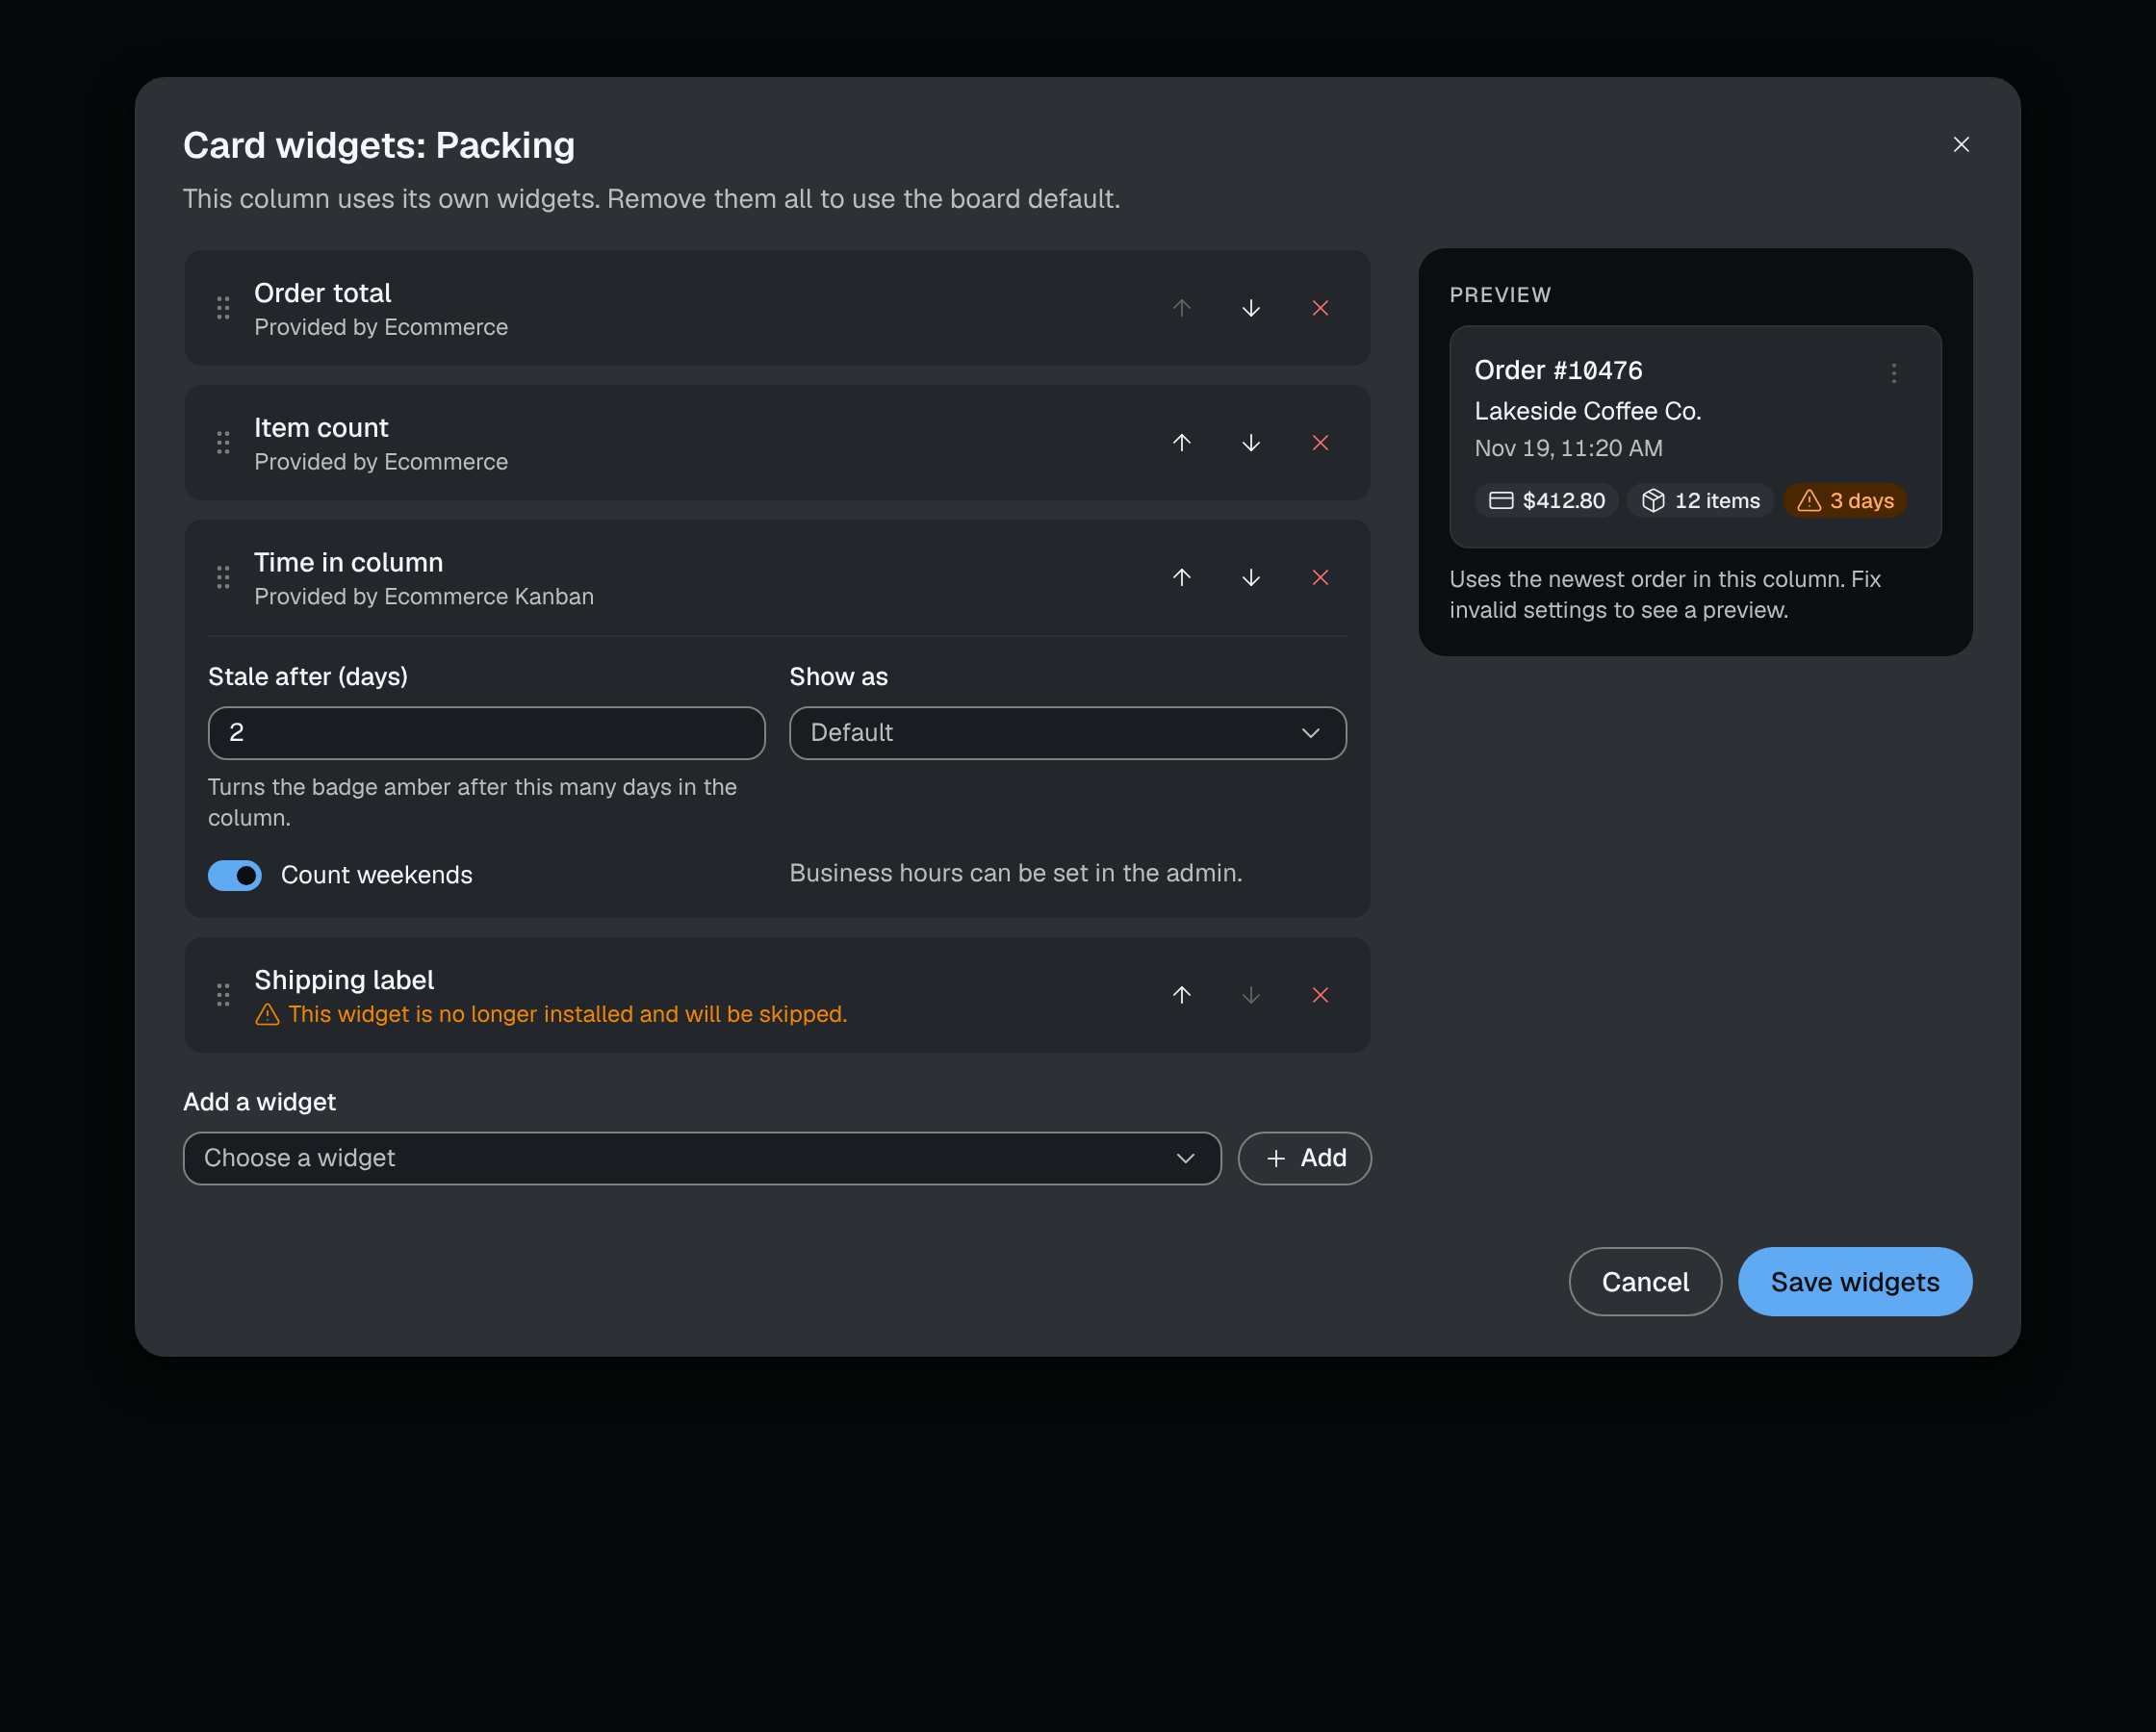 Card widgets: Packing
This column uses its own widgets. Remove them all to use the board default.
Order total
Provided by Ecommerce
Item count
Provided by Ecommerce
Time in column
Provided by Ecommerce Kanban
Stale after (days)
Show as
2
Default
Turns the badge amber after this many days in the
column.
Count weekends
Business hours can be set in the admin.
Shipping label
This widget is no longer installed and will be skipped.
Add a widget
Choose a widget
Add
PREVIEW
Order #10476
Lakeside Coffee Co.
Nov 19, 11:20 AM
$412.80 12 items 3 days
Uses the newest order in this column. Fix
invalid settings to see a preview.
Cancel
Save widgets